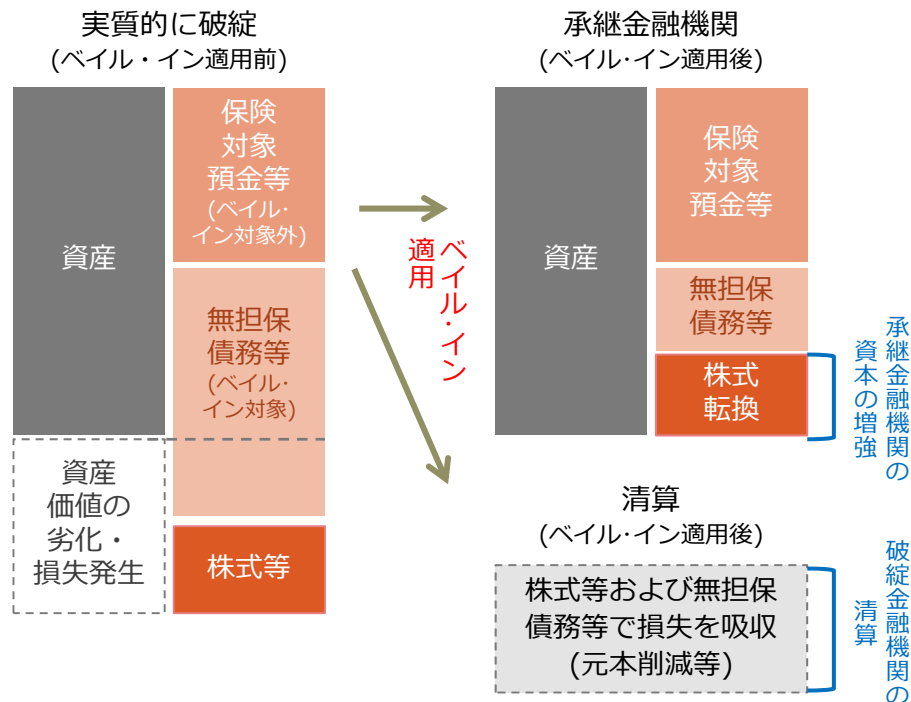 実質的に破綻
(ベイル・イン適用前)
資産
保険
対象
預金等
(ベイル・
イン対象外)
無担保
債務等
(ベイル・
イン対象)
資産
価値の
劣化・
損失発生
株式等
ベイル・イン
適用
承継金融機関
(ベイル・イン適用後)
資産
保険
対象
預金等
無担保
債務等
株式
転換
承継金融機関の
資本の増強
清算
(ベイル・イン適用後)
株式等および無担保
債務等で損失を吸収
(元本削減等)
破綻金融機関の
清算